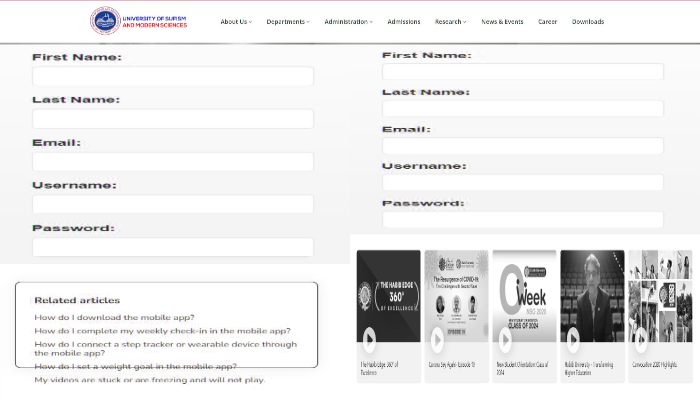 UNIVERSITY OF SUFISM
AND MODERN SCIENCES
About Us
Departments
Administration
Admissions
Research
News & Events
Career
Downloads
First Name:
Last Name:
Email:
Username:
Password:
First Name:
Last Name:
Email:
Username:
Password:
Related articles
How do I download the mobile app?
How do I complete my weekly check-in in the mobile app?
How do I connect a step tracker or wearable device through
the mobile app?
How do I set a weight goal in the mobile app?
My videos are stuck or are freezing and will not play.
THE HABIB EDGE
360°
OF EXCELLENCE
The Habib Edge: 360° of
Excellence
The Resurgence of COVID-19:
EPISODE 19
Corona Sey Again - Episode 19
Week
CLASS OF 2024
New Student Orientation: Class of
2024
Habib University - Transforming
Higher Education
Convocation 2020 Highlights